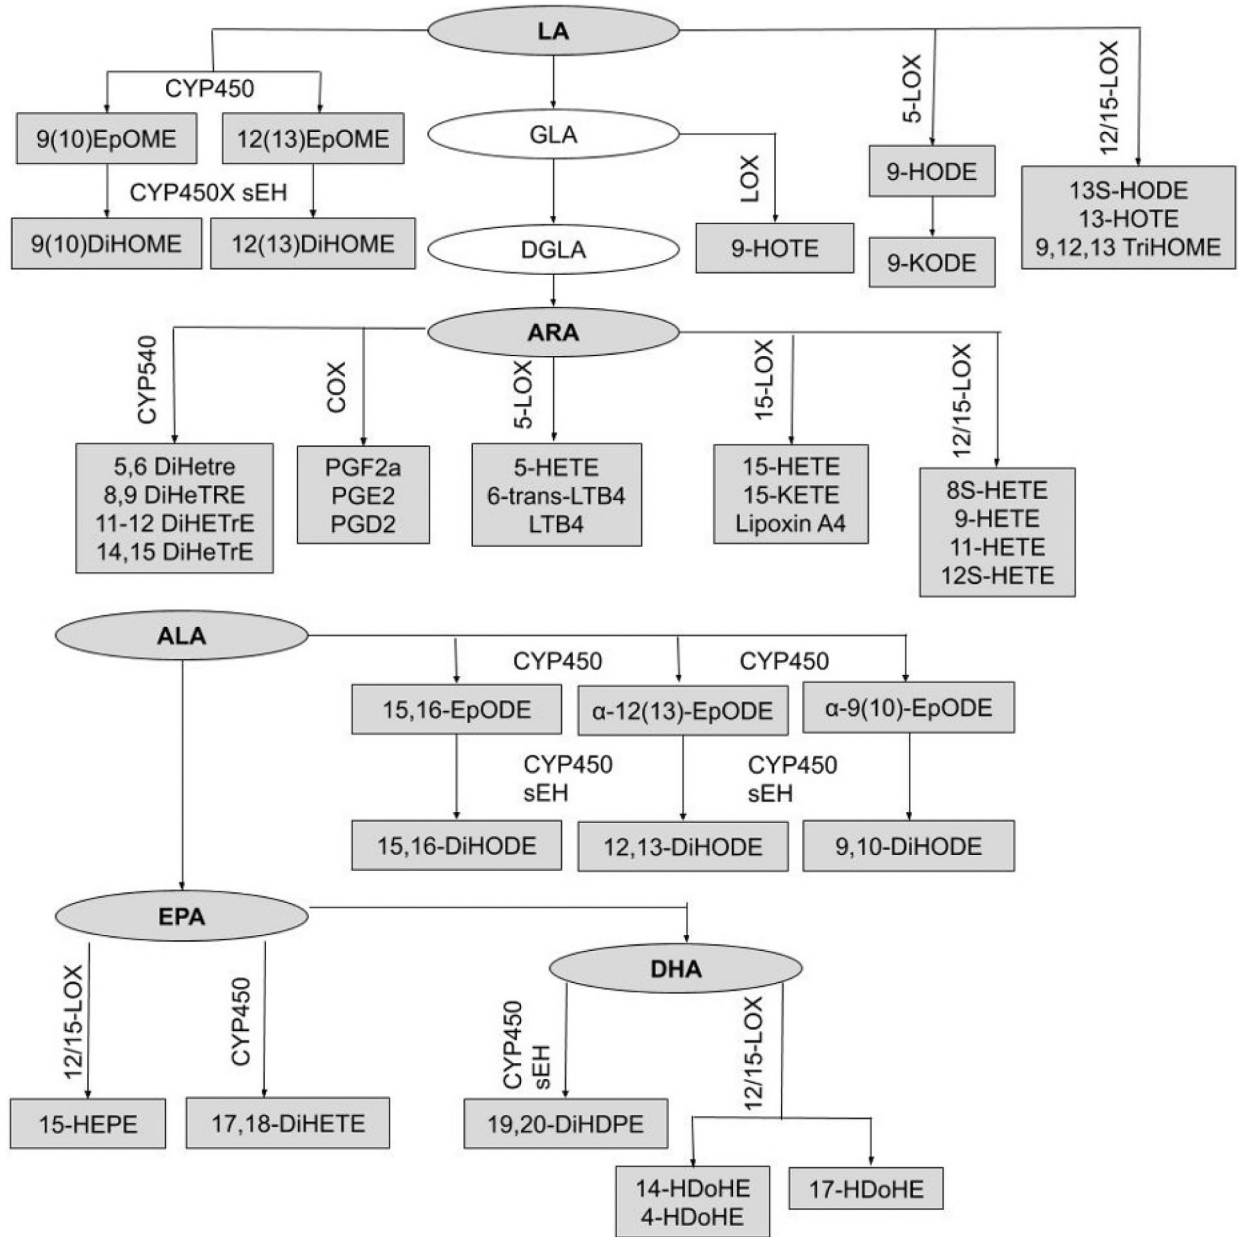 LA
CYP450
5-LOX
12/15-LOX
9(10)EpOME
12(13)EpOME
GLA
LOX
9-HODE
13S-HODE
13-HOTE
9,12,13 TriHOME
CYP450X sEH
9(10)DiHOME
12(13)DiHOME
DGLA
9-HOTE
9-KODE
ARA
CYP540
COX
5-LOX
15-LOX
12/15-LOX
5,6 DiHetre
8,9 DiHeTRE
11-12 DiHETrE
14,15 DiHeTrE
PGF2a
PGE2
PGD2
5-HETE
6-trans-LTB4
LTB4
15-HETE
15-KETE
Lipoxin A4
8S-HETE
9-HETE
11-HETE
12S-HETE
ALA
CYP450
CYP450
15,16-EpODE
α-12(13)-EpODE
α-9(10)-EpODE
CYP450
sEH
CYP450
sEH
15,16-DiHODE
12,13-DiHODE
9,10-DiHODE
EPA
DHA
12/15-LOX
CYP450
CYP450
sEH
12/15-LOX
15-HEPE
17,18-DiHETE
19,20-DiHDPE
14-HDoHE
4-HDoHE
17-HDoHE